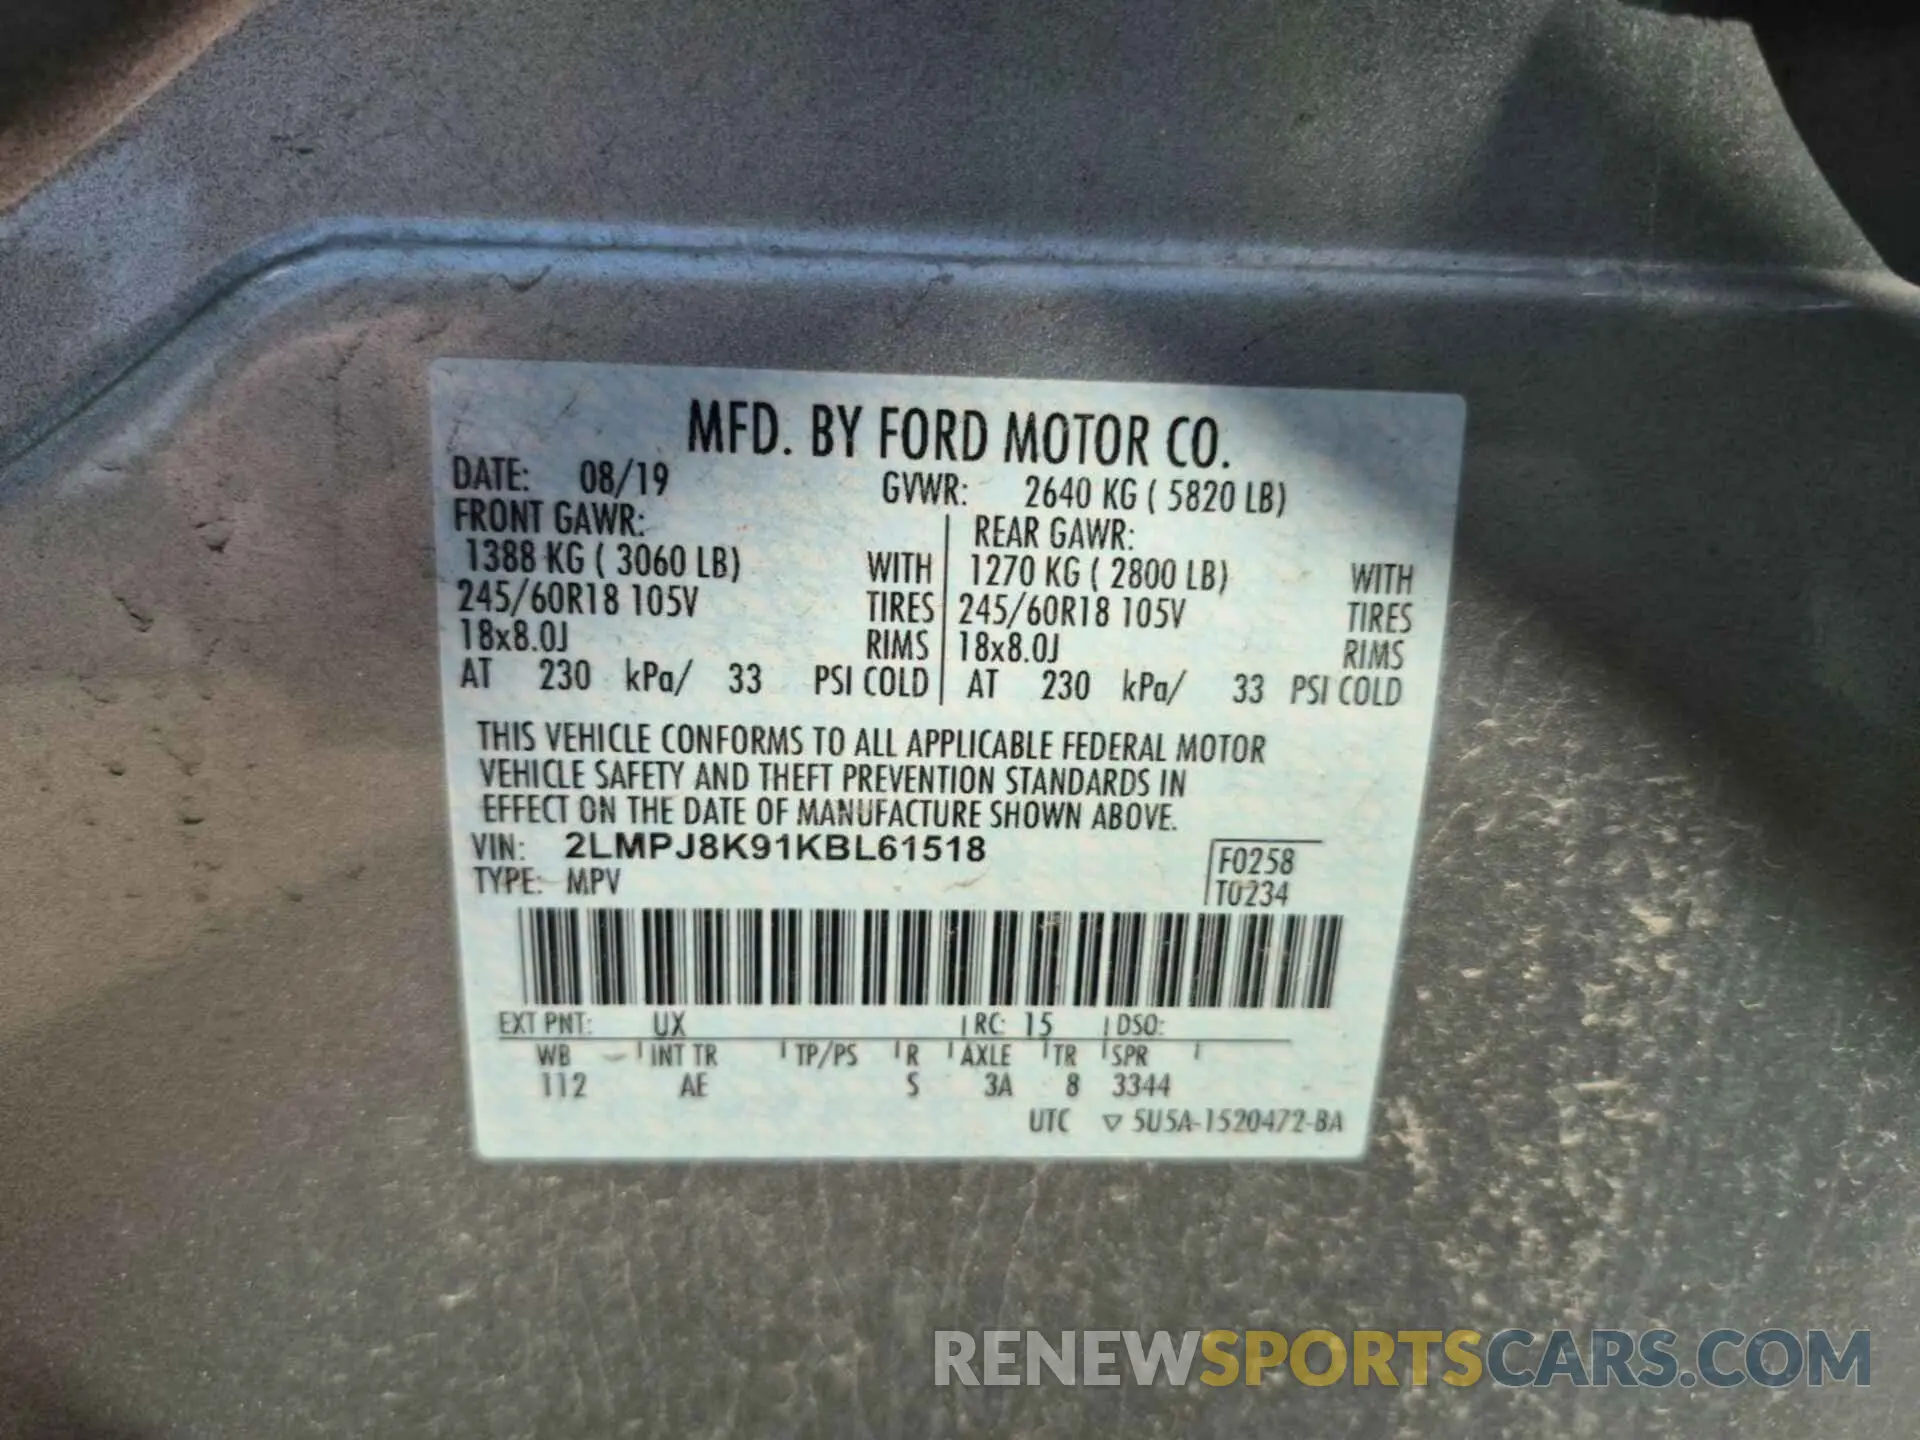 MFD. BY FORD MOTOR CO.
DATE: 08/19 GVWR: 2640 KG ( 5820 LB)
FRONT GAWR: REAR GAWR:
1388 KG ( 3060 LB) WITH 1270 KG ( 2800 LB) WITH
245/60R18 105V TIRES 245/60R18 105V TIRES
18x8.0J RIMS 18x8.0J RIMS
AT 230 kPa/ 33 PSI COLD AT 230 kPa/ 33 PSI COLD
THIS VEHICLE CONFORMS TO ALL APPLICABLE FEDERAL MOTOR
VEHICLE SAFETY AND THEFT PREVENTION STANDARDS IN
EFFECT ON THE DATE OF MANUFACTURE SHOWN ABOVE.
VIN: 2LMPJ8K91KBL61518 F0258
TYPE: MPV T0234
EXT PNT: UX RC: 15 DSO:
WB INT TR TP/PS R AXLE TR SPR
112 AE S 3A 8 3344
UTC ▽ 5U5A-1520472-BA
RENEWSPORTSCARS.COM